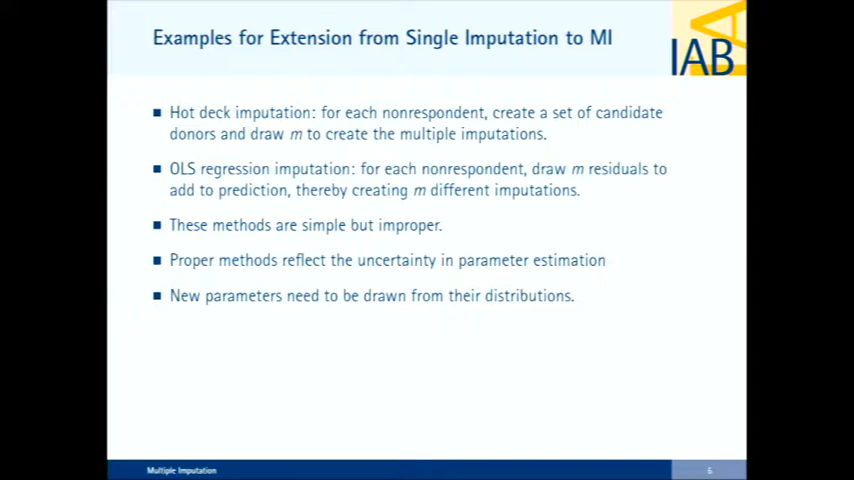 Examples for Extension from Single Imputation to MI
IAB
■ Hot deck imputation: for each nonrespondent, create a set of candidate
donors and draw m to create the multiple imputations.
■ OLS regression imputation: for each nonrespondent, draw m residuals to
add to prediction, thereby creating m different imputations.
■ These methods are simple but improper.
■ Proper methods reflect the uncertainty in parameter estimation
■ New parameters need to be drawn from their distributions.
Multiple Imputation
6